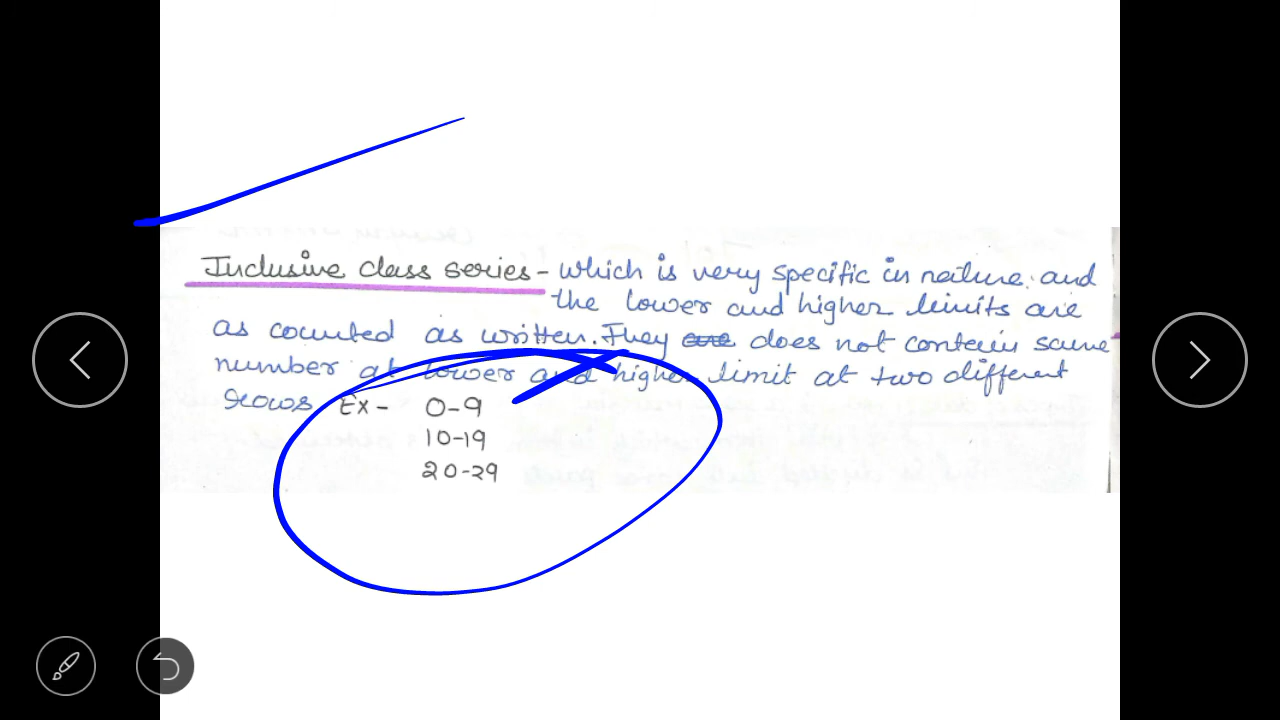 Inclusive class series - which is very specific in nature. and
the lower and higher limits are
as counted as written. They are does not contain same
number at lower and higher limit at two different
rows Ex- 0-9
10-19
20-29